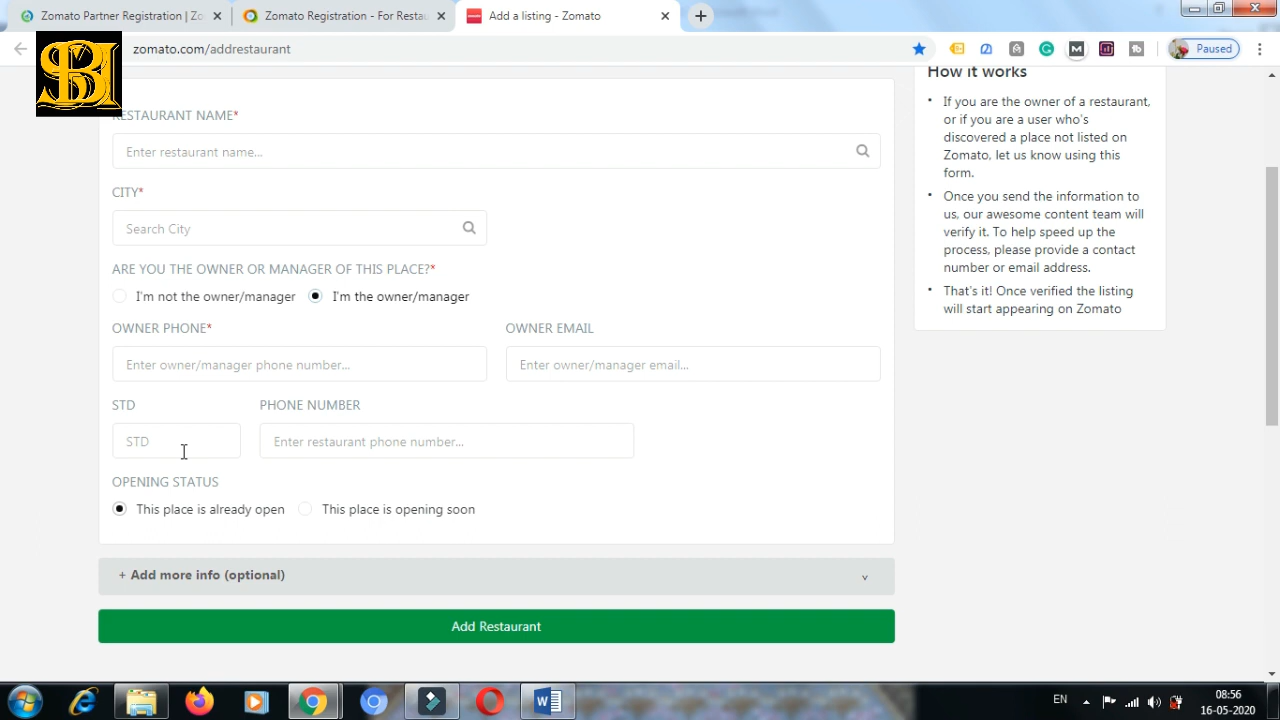 Zomato Partner Registration | Z
Zomato Registration - For Resta
Add a listing - Zomato
zomato.com/addrestaurant
Paused
RESTAURANT NAME*
Enter restaurant name...
CITY*
Search City
ARE YOU THE OWNER OR MANAGER OF THIS PLACE?*
I'm not the owner/manager
I'm the owner/manager
OWNER PHONE*
OWNER EMAIL
Enter owner/manager phone number...
Enter owner/manager email...
STD
PHONE NUMBER
STD
Enter restaurant phone number...
OPENING STATUS
This place is already open
This place is opening soon
+ Add more info (optional)
Add Restaurant
How it works
• If you are the owner of a restaurant,
or if you are a user who's
discovered a place not listed on
Zomato, let us know using this
form.
• Once you send the information to
us, our awesome content team will
verify it. To help speed up the
process, please provide a contact
number or email address.
• That's it! Once verified the listing
will start appearing on Zomato
EN
08:56
16-05-2020